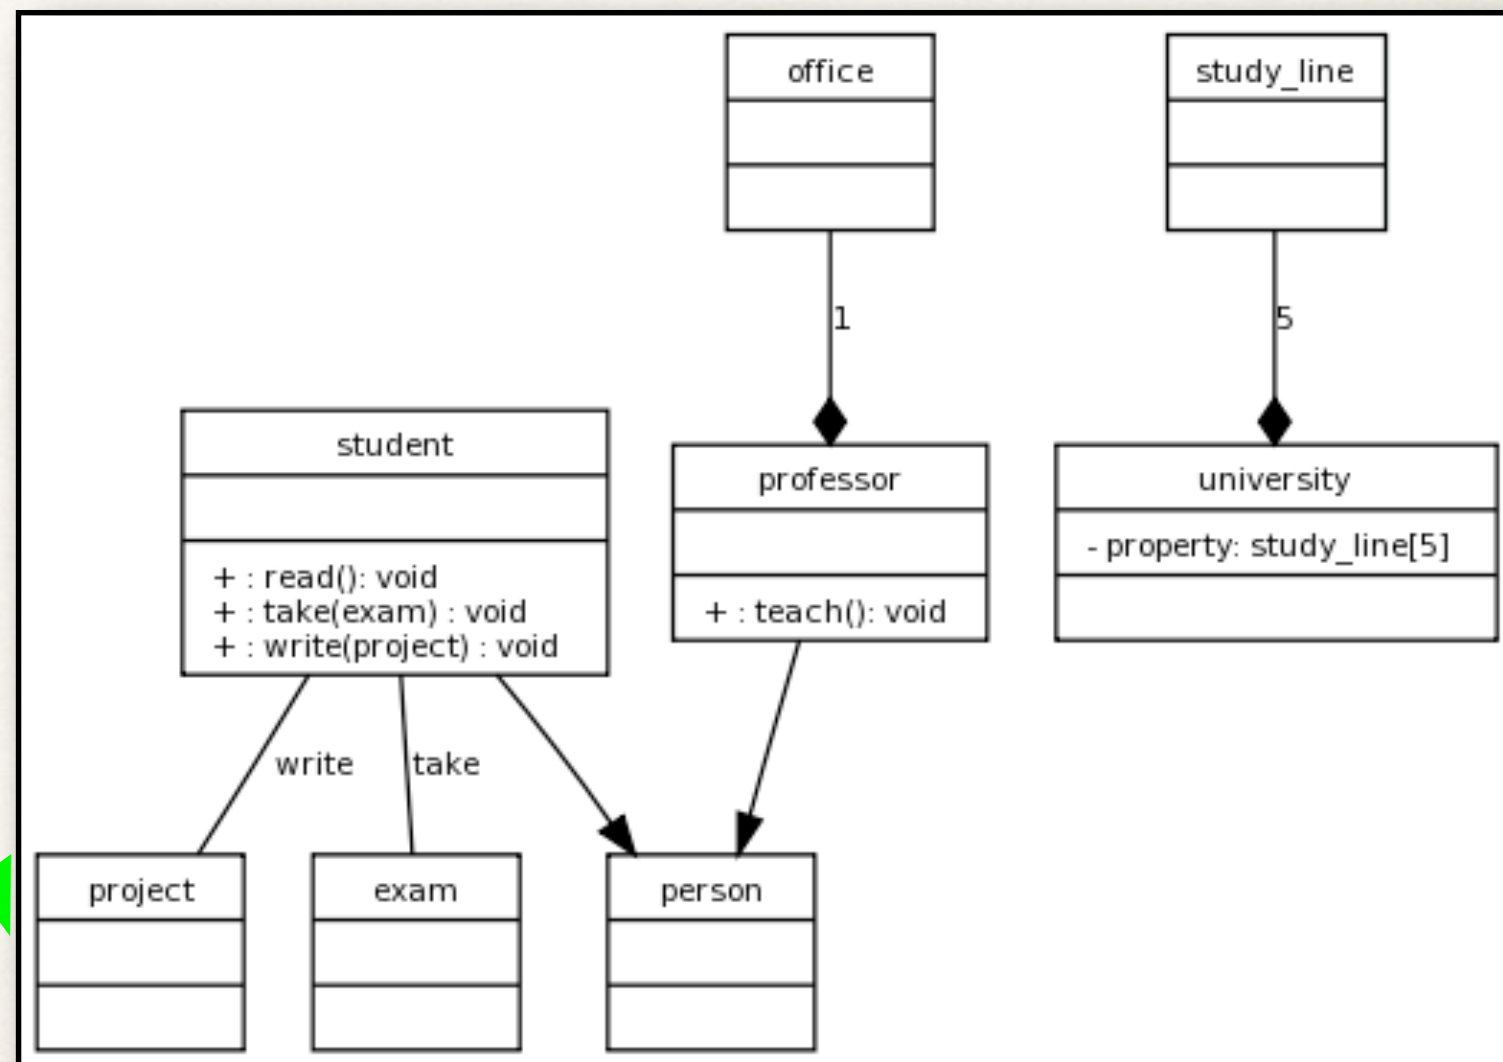 office
study_line
1
5
student
+ : read(): void
+ : take(exam) : void
+ : write(project) : void
professor
+ : teach(): void
university
- property: study_line[5]
write
take
project
exam
person